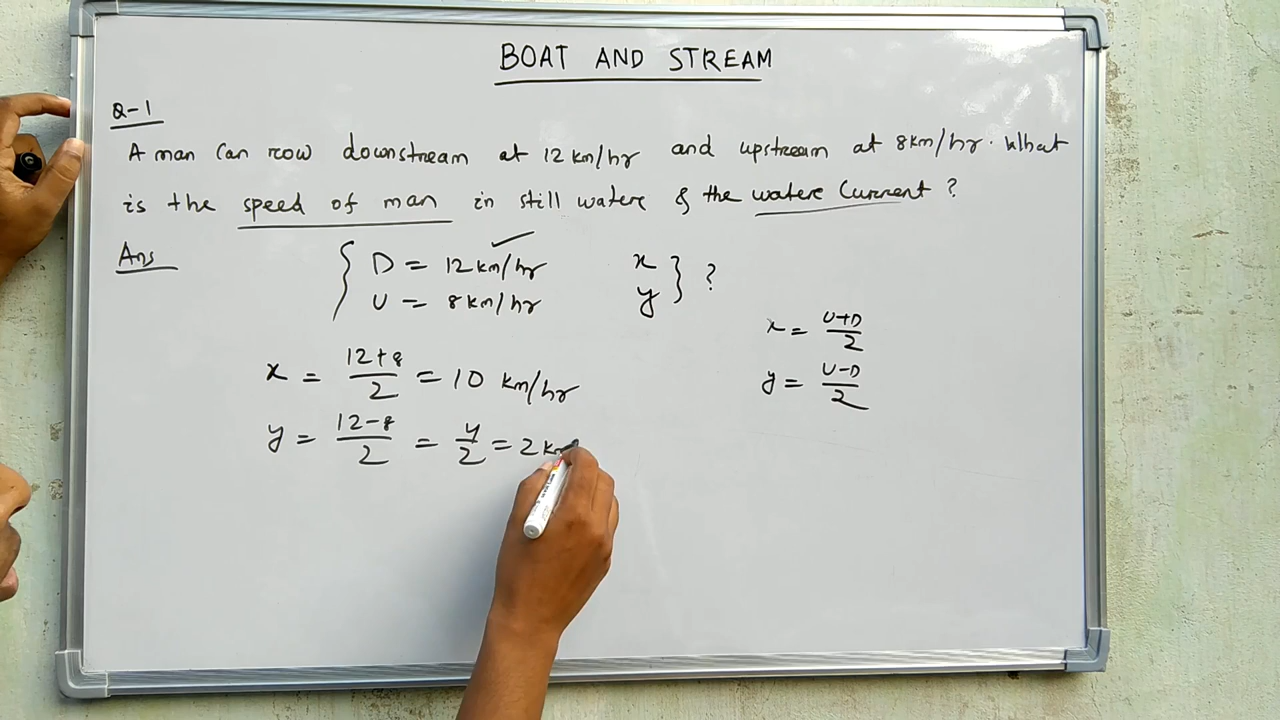 BOAT AND STREAM
Q-1
A man can row downstream at 12 km/hr and upstream at 8km/hr. What
is the speed of man in still water & the water current ?
Ans
D = 12 km/hr x
U = 8 km/hr y } ?
x = U+D/2
y = U-D/2
x = 12+8/2 = 10 km/hr
y = 12-8/2 = 4/2 = 2 km